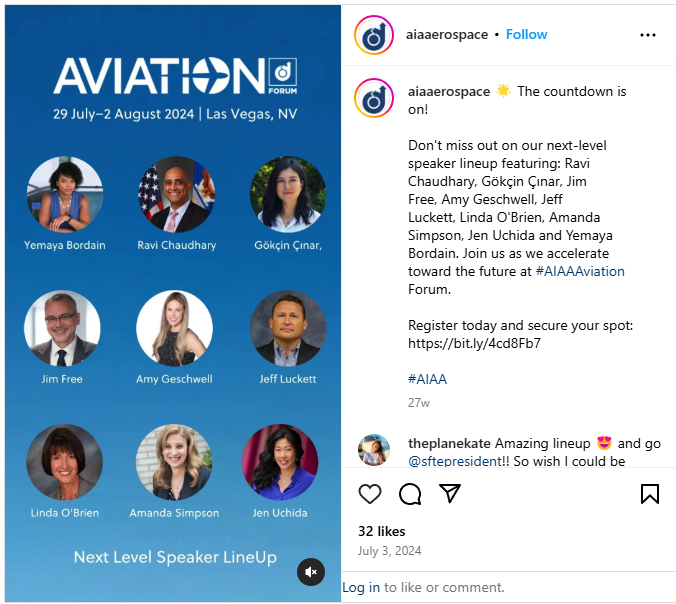 AVIATION
FORUM
29 July–2 August 2024 | Las Vegas, NV
Yemaya Bordain
Ravi Chaudhary
Gökçin Çınar,
Jim Free
Amy Geschwell
Jeff Luckett
Linda O'Brien
Amanda Simpson
Jen Uchida
Next Level Speaker LineUp
aiaaerospace • Follow
aiaaerospace 🌟 The countdown is
on!
Don't miss out on our next-level
speaker lineup featuring: Ravi
Chaudhary, Gökçin Çınar, Jim
Free, Amy Geschwell, Jeff
Luckett, Linda O'Brien, Amanda
Simpson, Jen Uchida and Yemaya
Bordain. Join us as we accelerate
toward the future at #AIAAAviation
Forum.
Register today and secure your spot:
https://bit.ly/4cd8Fb7
#AIAA
27w
theplanekate Amazing lineup 😍 and go
@sftepresident!! So wish I could be
32 likes
July 3, 2024
Log in to like or comment.